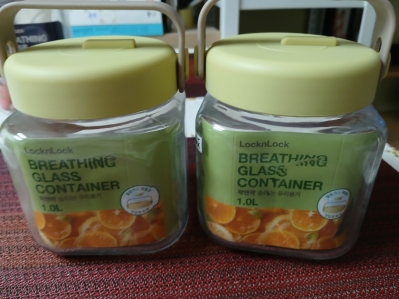 LocknLock
BREATHING
GLASS
CONTAINER
1.0L
LocknLock
BREATHING
GLASS
CONTAINER
1.0L